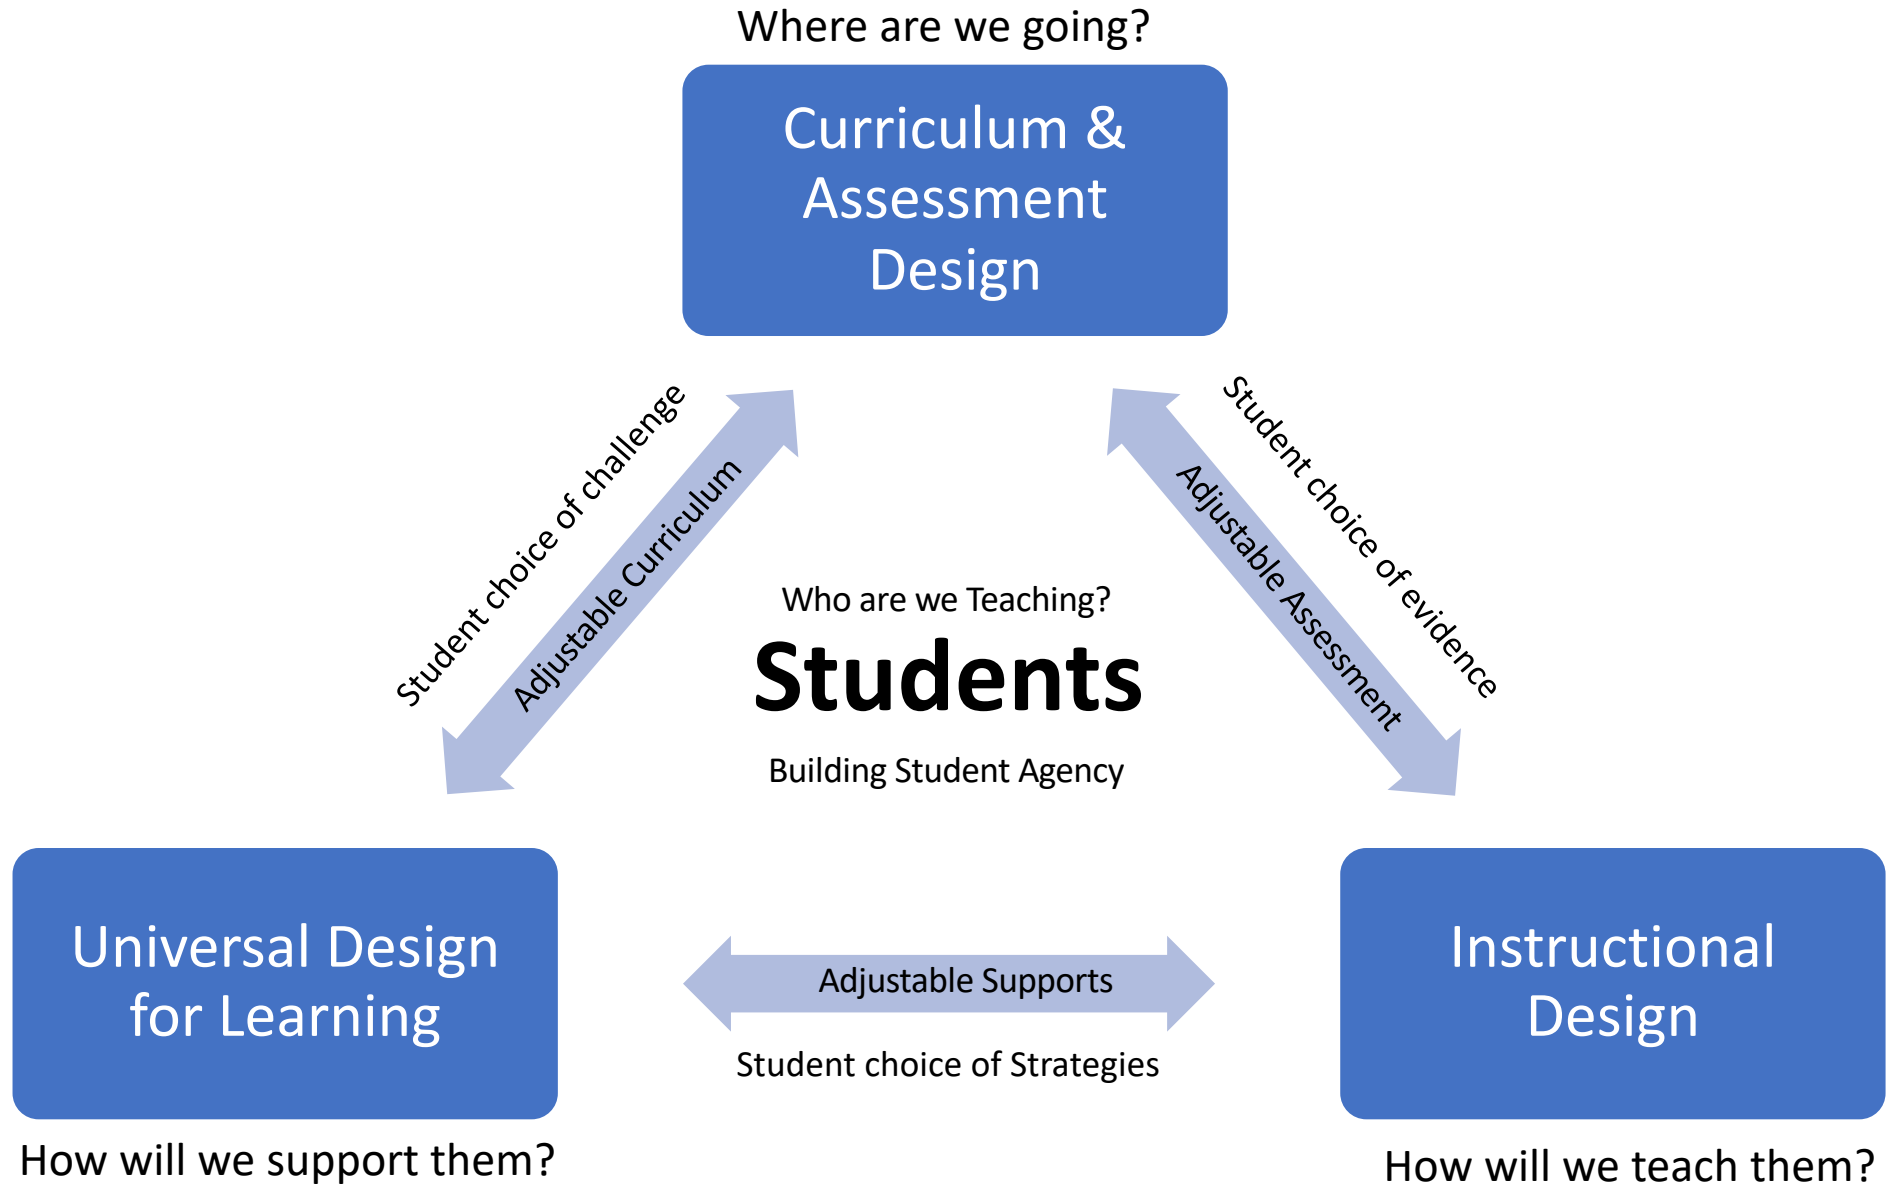 Where are we going?
Curriculum &
Assessment
Design
Student choice of challenge
Adjustable Curriculum
Adjustable Assessment
Student choice of evidence
Who are we Teaching?
Students
Building Student Agency
Universal Design
for Learning
Adjustable Supports
Student choice of Strategies
Instructional
Design
How will we support them?
How will we teach them?